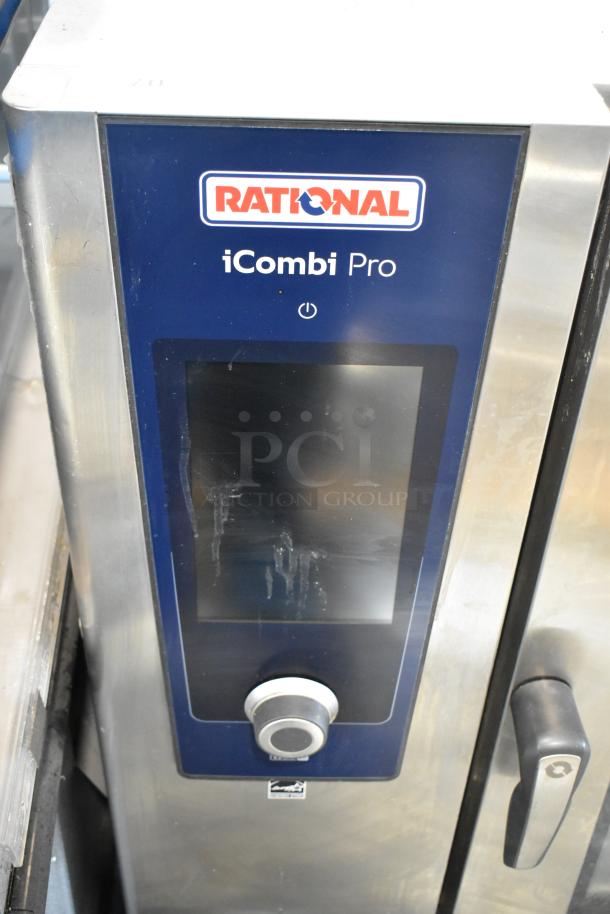 RATIONAL
iCombi Pro
PCI
AUCTION GROUP